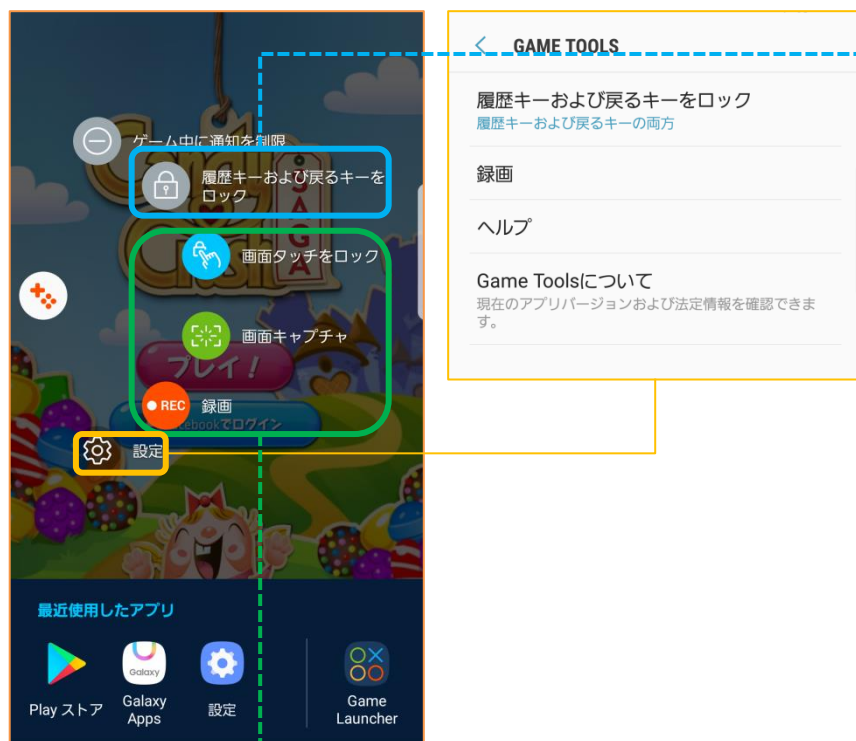 ゲーム中に通知を制限
履歴キーおよび戻るキーを
ロック
画面タッチをロック
画面キャプチャ
プレイ！
REC 録画
ebookでログイン
設定
最近使用したアプリ
Galaxy
Play ストア
Galaxy
Apps
設定
Game
Launcher
GAME TOOLS
履歴キーおよび戻るキーをロック
履歴キーおよび戻るキーの両方
録画
ヘルプ
Game Toolsについて
現在のアプリバージョンおよび法定情報を確認できま
す。